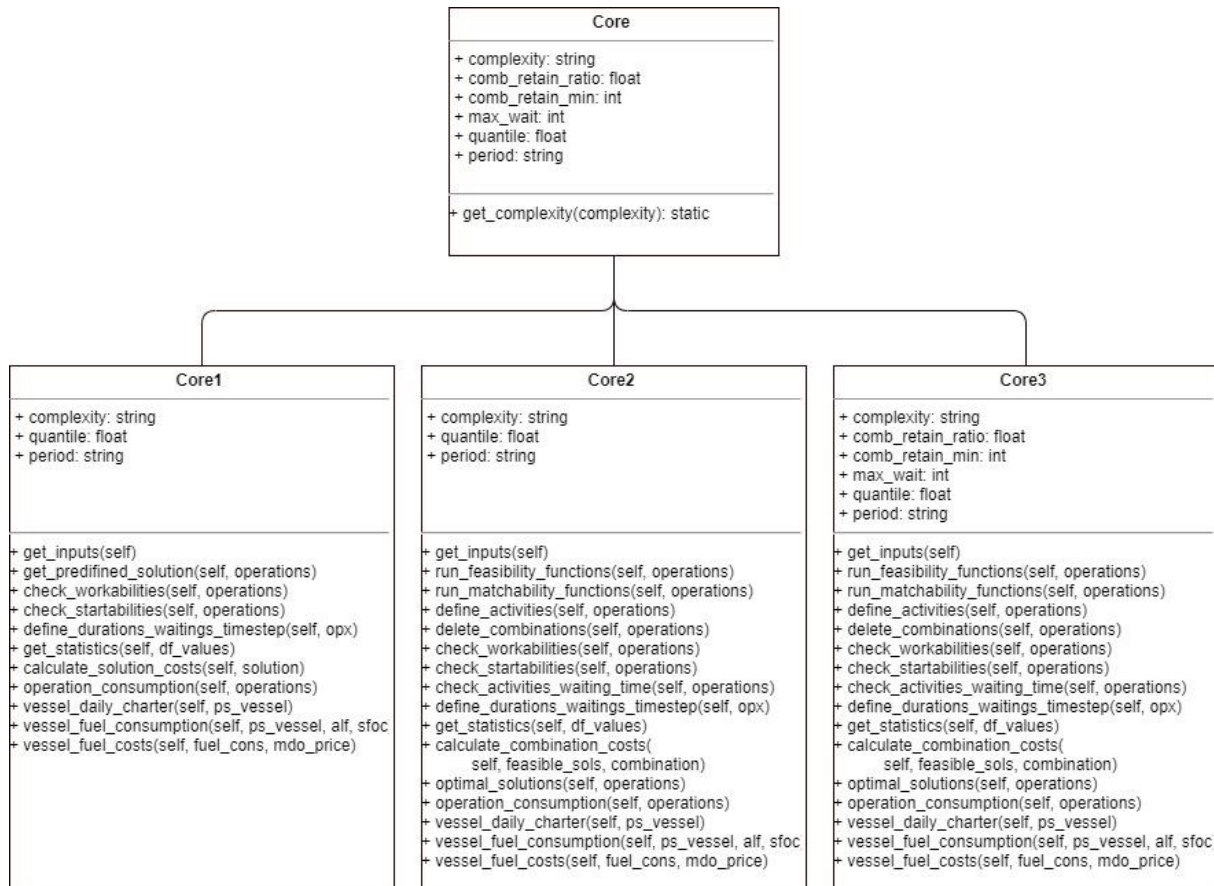 Core
+ complexity: string
+ comb_retain_ratio: float
+ comb_retain_min: int
+ max_wait: int
+ quantile: float
+ period: string
+ get_complexity(complexity): static
Core1
+ complexity: string
+ quantile: float
+ period: string
+ get_inputs(self)
+ get_predifined_solution(self, operations)
+ check_workabilities(self, operations)
+ check_startabilities(self, operations)
+ define_durations_waitings_timestep(self, opx)
+ get_statistics(self, df_values)
+ calculate_solution_costs(self, solution)
+ operation_consumption(self, operations)
+ vessel_daily_charter(self, ps_vessel)
+ vessel_fuel_consumption(self, ps_vessel, alf, sfoc
+ vessel_fuel_costs(self, fuel_cons, mdo_price)
Core2
+ complexity: string
+ quantile: float
+ period: string
+ get_inputs(self)
+ run_feasibility_functions(self, operations)
+ run_matchability_functions(self, operations)
+ define_activities(self, operations)
+ delete_combinations(self, operations)
+ check_workabilities(self, operations)
+ check_startabilities(self, operations)
+ check_activities_waiting_time(self, operations)
+ define_durations_waitings_timestep(self, opx)
+ get_statistics(self, df_values)
+ calculate_combination_costs(
self, feasible_sols, combination)
+ optimal_solutions(self, operations)
+ operation_consumption(self, operations)
+ vessel_daily_charter(self, ps_vessel)
+ vessel_fuel_consumption(self, ps_vessel, alf, sfoc
+ vessel_fuel_costs(self, fuel_cons, mdo_price)
Core3
+ complexity: string
+ comb_retain_ratio: float
+ comb_retain_min: int
+ max_wait: int
+ quantile: float
+ period: string
+ get_inputs(self)
+ run_feasibility_functions(self, operations)
+ run_matchability_functions(self, operations)
+ define_activities(self, operations)
+ delete_combinations(self, operations)
+ check_workabilities(self, operations)
+ check_startabilities(self, operations)
+ check_activities_waiting_time(self, operations)
+ define_durations_waitings_timestep(self, opx)
+ get_statistics(self, df_values)
+ calculate_combination_costs(
self, feasible_sols, combination)
+ optimal_solutions(self, operations)
+ operation_consumption(self, operations)
+ vessel_daily_charter(self, ps_vessel)
+ vessel_fuel_consumption(self, ps_vessel, alf, sfoc
+ vessel_fuel_costs(self, fuel_cons, mdo_price)